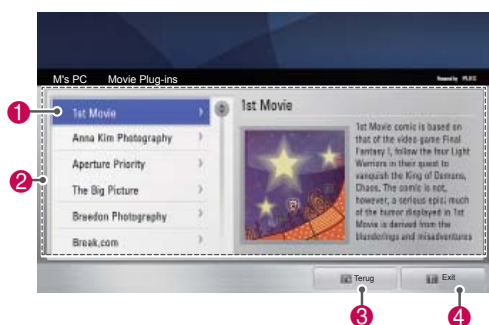 M's PC Movie Plug-ins
Powered by PLEX
1
1st Movie
Anna Kim Photography
Aperture Priority
2
The Big Picture
Braedon Photography
Break.com
1st Movie
1st Movie comic is based on
that of the video game Final
Fantasy I, follow the four Light
Warriors in their quest to
vanquish the King of Demons,
Chaos. The comic is not,
however, a serious epic; much
of the humor displayed in 1st
Movie is derived from the
blunderings and misadventures
Terug
Exit
3
4